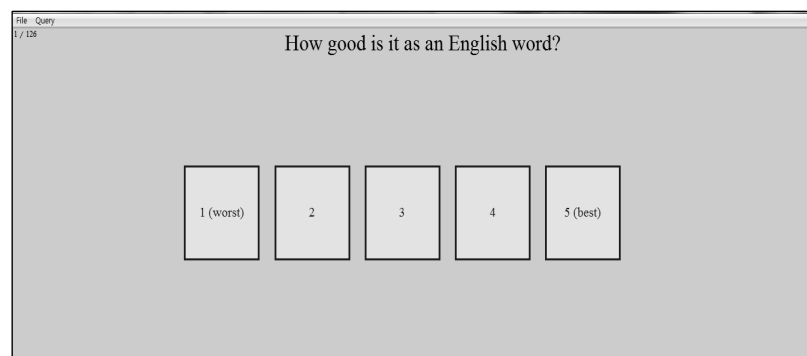 File Query
1 / 126
How good is it as an English word?
1 (worst) 2 3 4 5 (best)